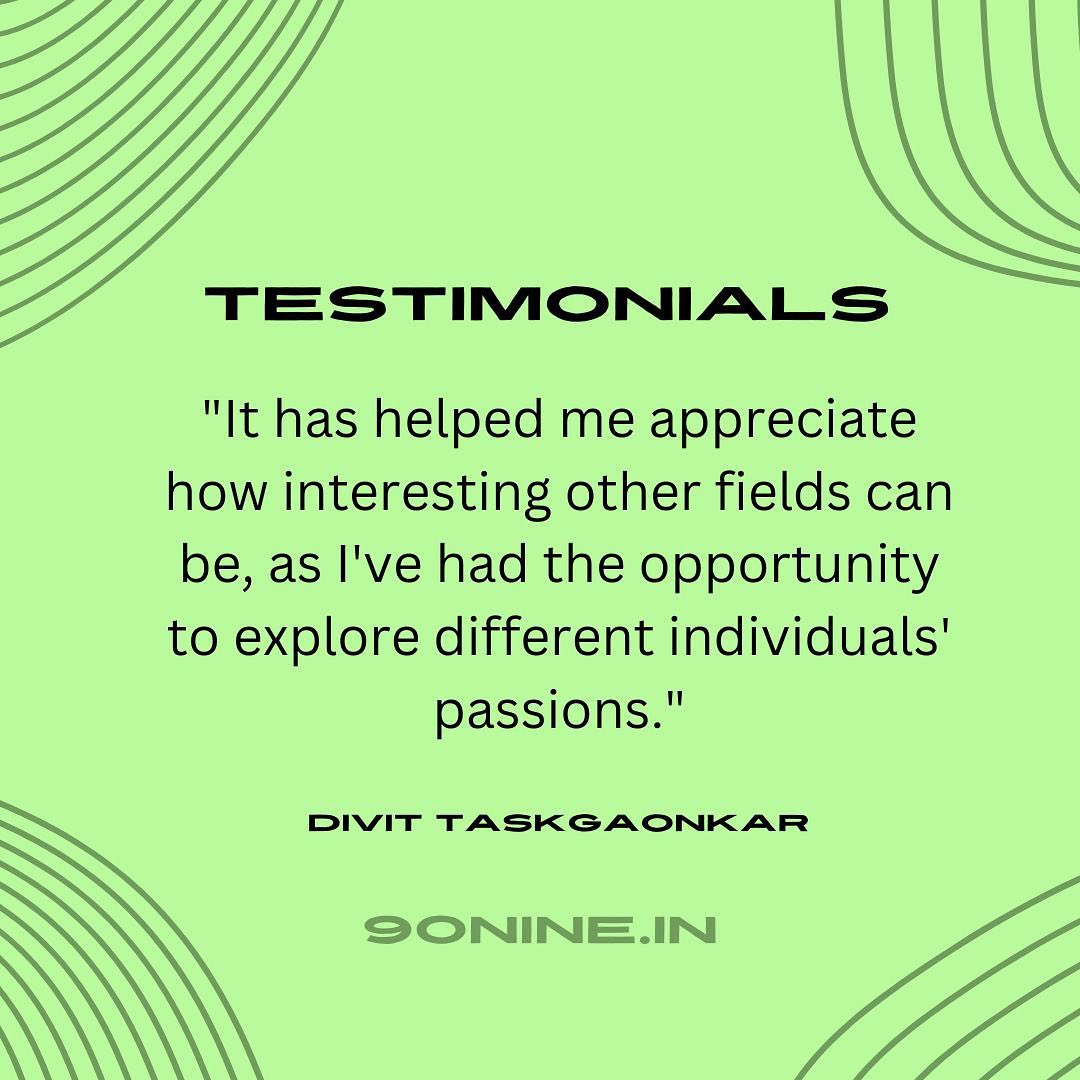 TESTIMONIALS
"It has helped me appreciate
how interesting other fields can
be, as I've had the opportunity
to explore different individuals'
passions."
DIVIT TASKGAONKAR
9ONINE.IN